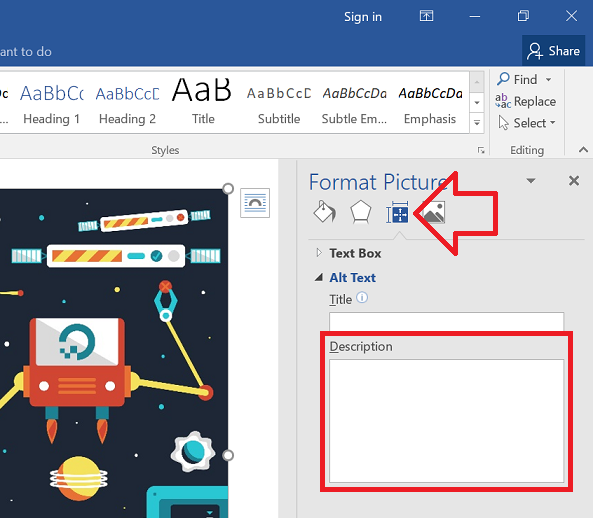 Sign in
ant to do
Share
AaBbCc
AaBbCcD
AaB
AaBbCcD
AaBbCcDa
AaBbCcDa
Heading 1
Heading 2
Title
Subtitle
Subtle Em...
Emphasis
Styles
Find
Replace
Select
Editing
Format Picture
Text Box
Alt Text
Title
Description